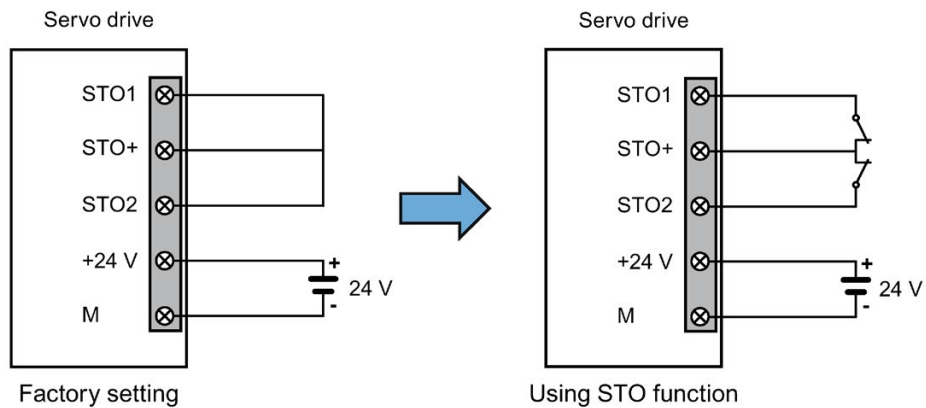 Servo drive
STO1
STO+
STO2
+24 V
M
+
24 V
-
Factory setting
Servo drive
STO1
STO+
STO2
+24 V
M
+
24 V
-
Using STO function